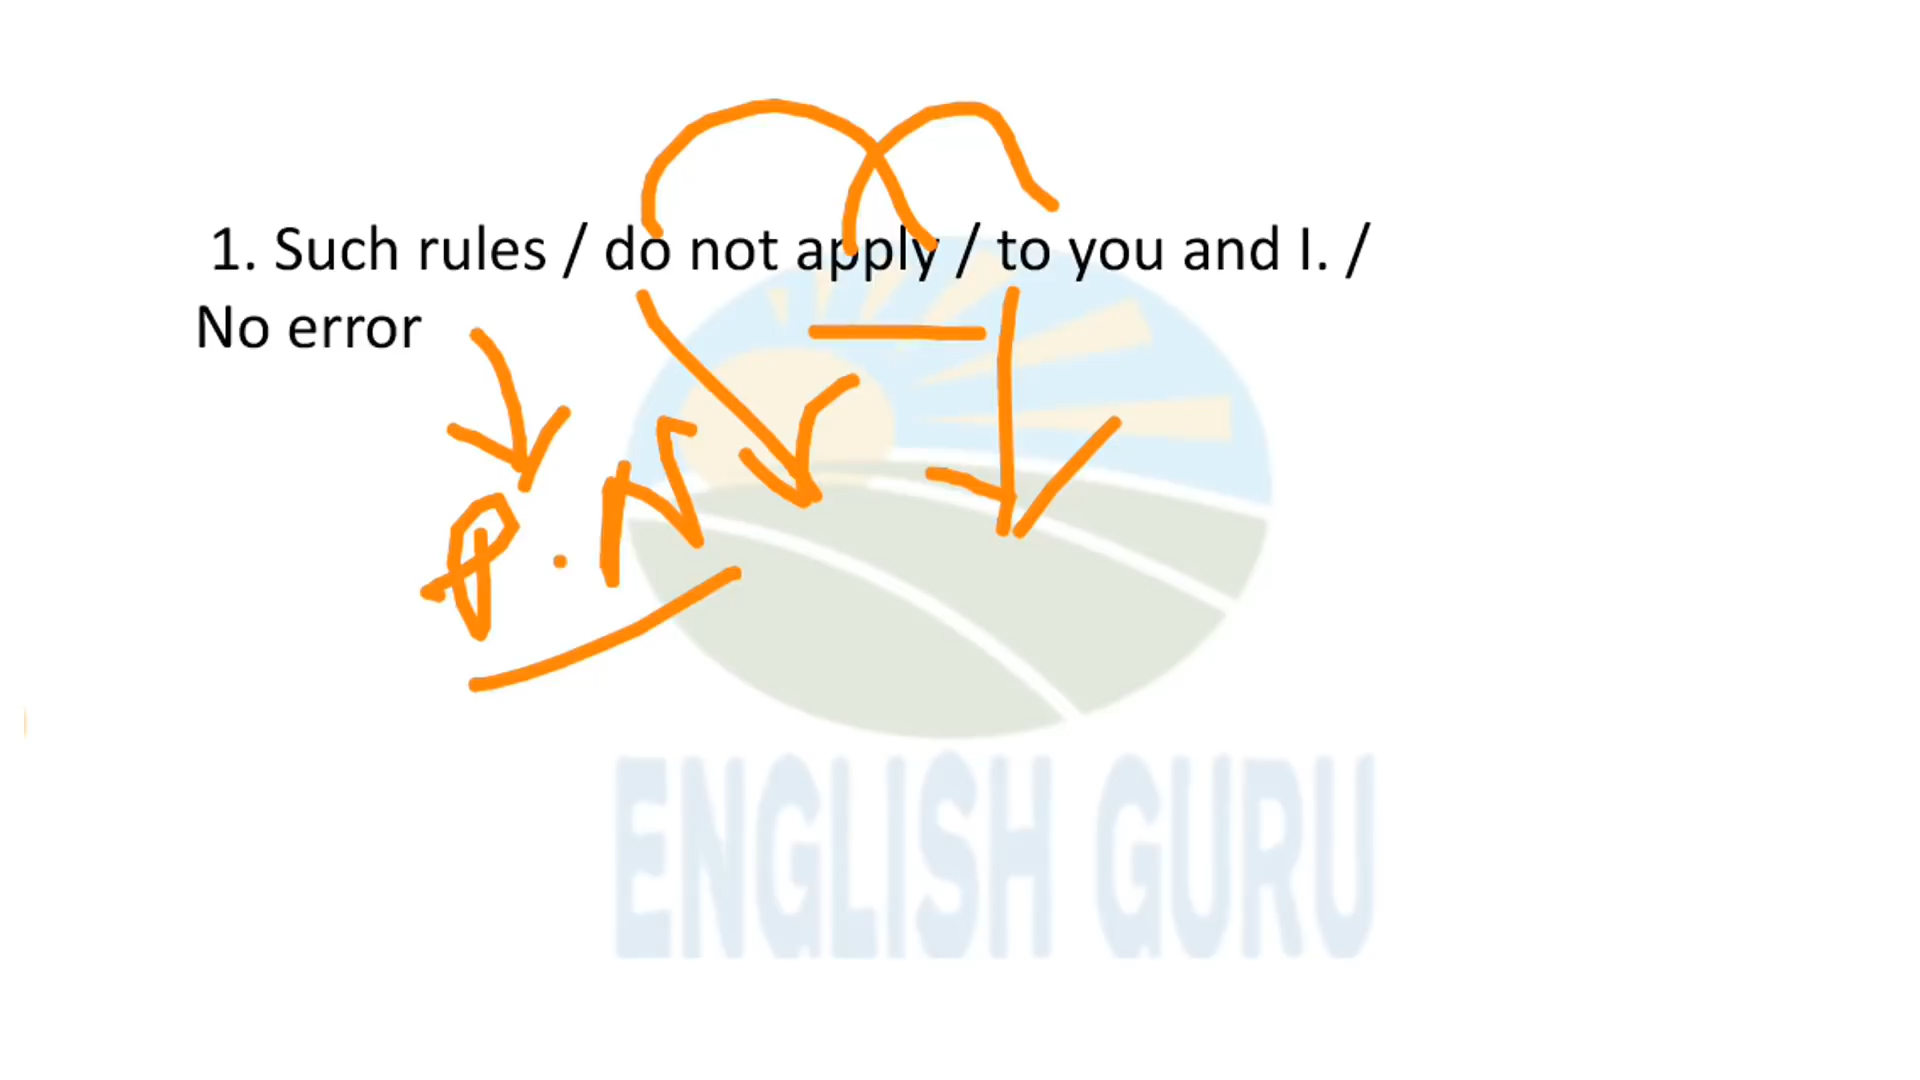 1. Such rules / do not apply / to you and I. /
No error
P.N
ENGLISH GURU